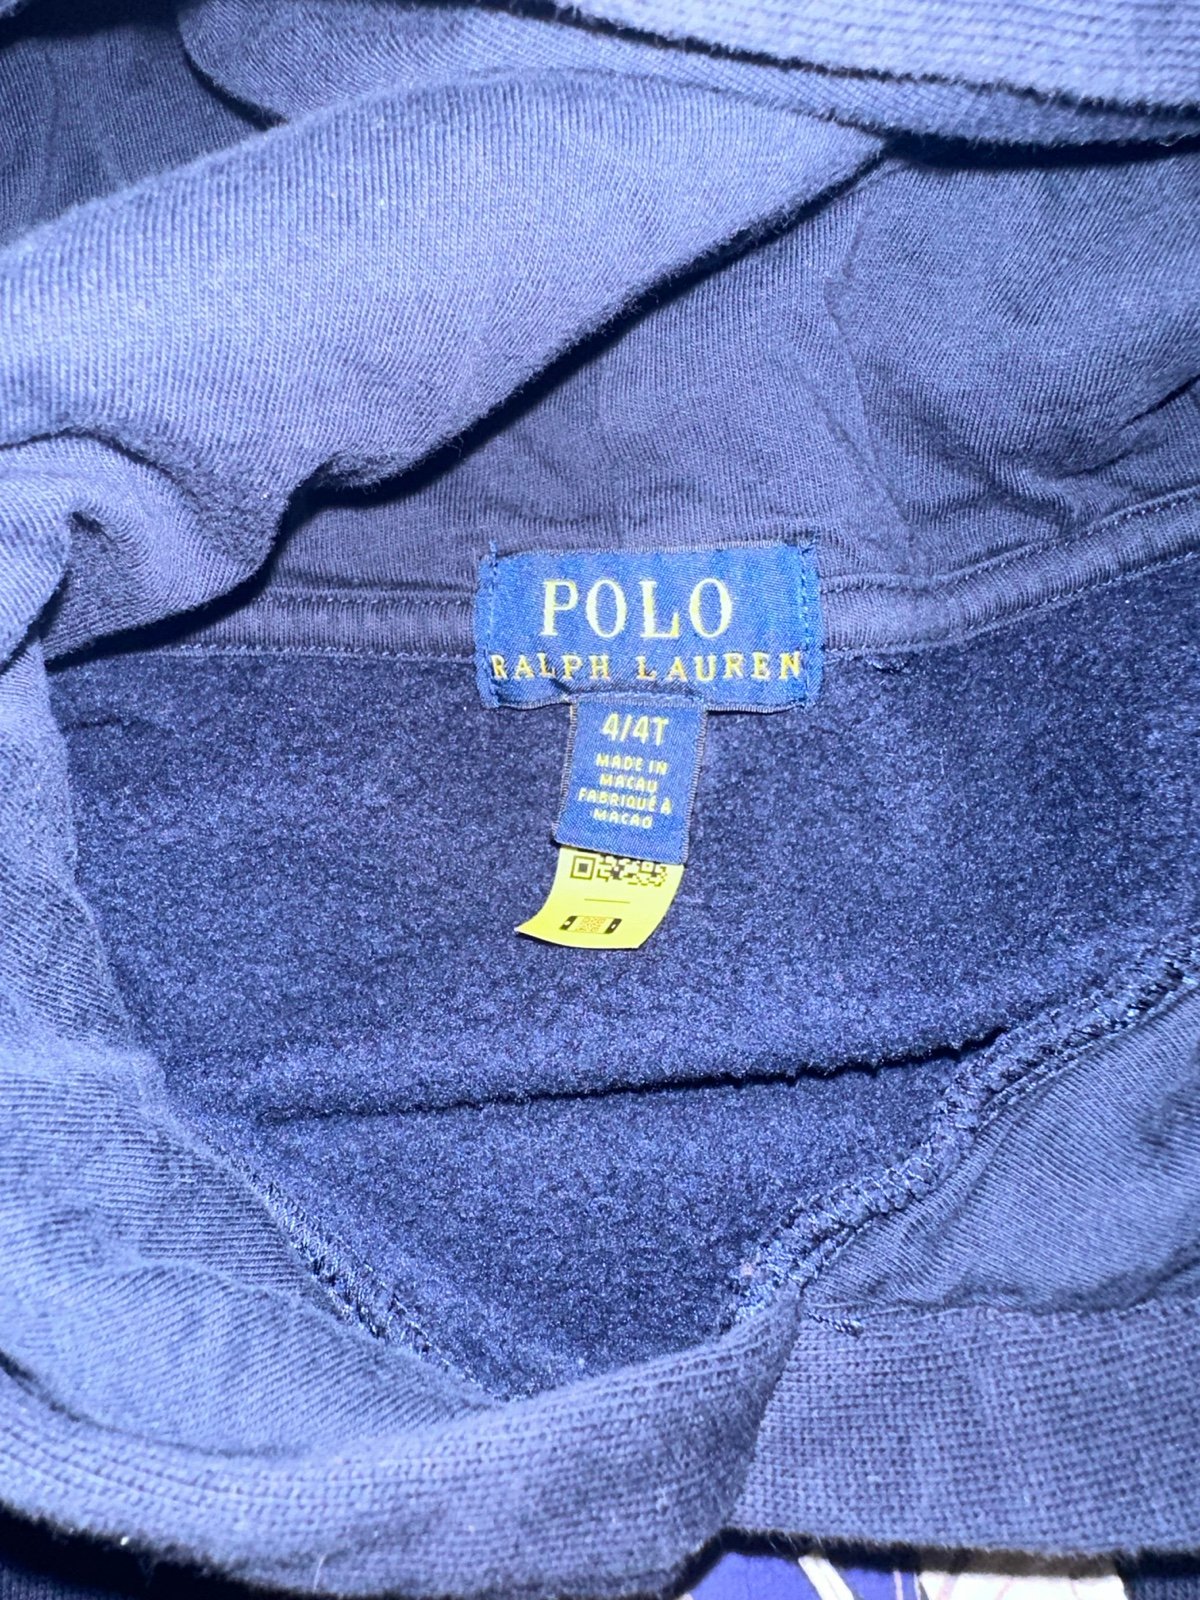 POLO
RALPH LAUREN
4/4T
MADE IN
MACAU
FABRIQUÉ À
MACAO